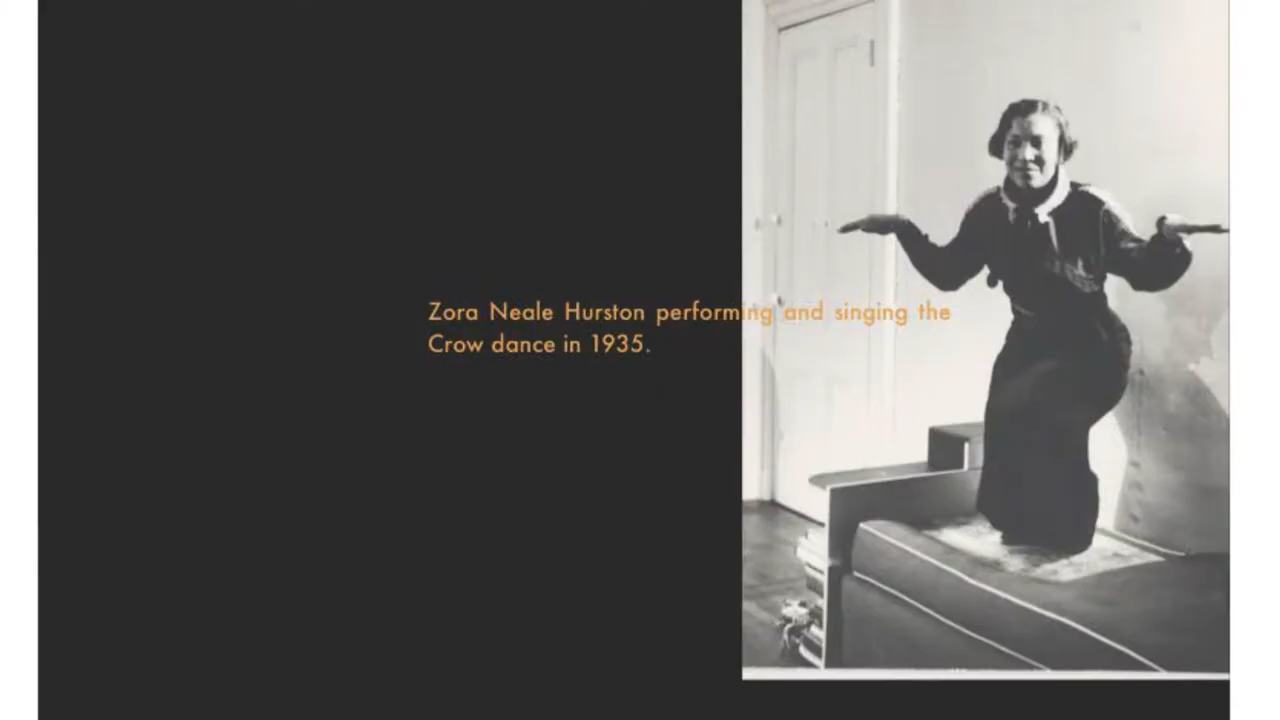 Zora Neale Hurston performing and singing the
Crow dance in 1935.